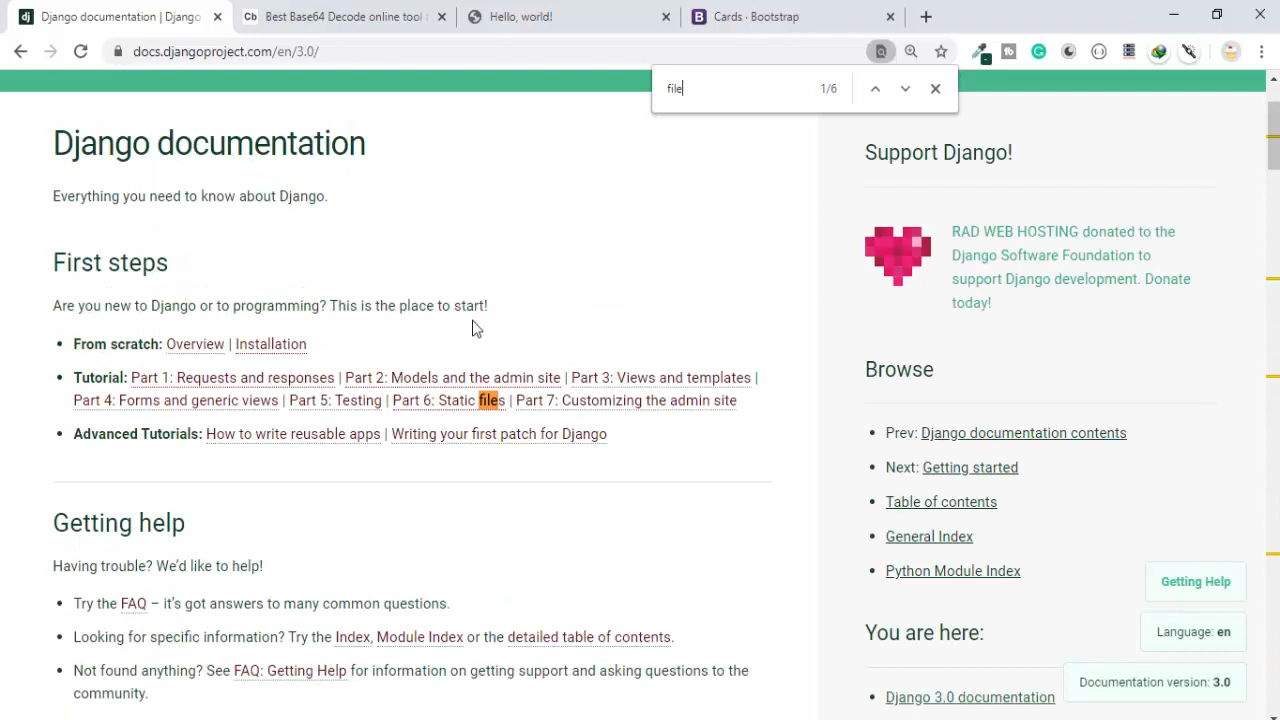 dj Django documentation | Django
Cb Best Base64 Decode online tool
Hello, world!
B Cards · Bootstrap
docs.djangoproject.com/en/3.0/
file 1/6
Django documentation
Everything you need to know about Django.
First steps
Are you new to Django or to programming? This is the place to start!
• From scratch: Overview | Installation
• Tutorial: Part 1: Requests and responses | Part 2: Models and the admin site | Part 3: Views and templates |
Part 4: Forms and generic views | Part 5: Testing | Part 6: Static files | Part 7: Customizing the admin site
• Advanced Tutorials: How to write reusable apps | Writing your first patch for Django
Getting help
Having trouble? We’d like to help!
• Try the FAQ – it’s got answers to many common questions.
• Looking for specific information? Try the Index, Module Index or the detailed table of contents.
• Not found anything? See FAQ: Getting Help for information on getting support and asking questions to the
community.
Support Django!
RAD WEB HOSTING donated to the
Django Software Foundation to
support Django development. Donate
today!
Browse
• Prev: Django documentation contents
• Next: Getting started
• Table of contents
• General Index
• Python Module Index
You are here:
• Django 3.0 documentation
Getting Help
Language: en
Documentation version: 3.0